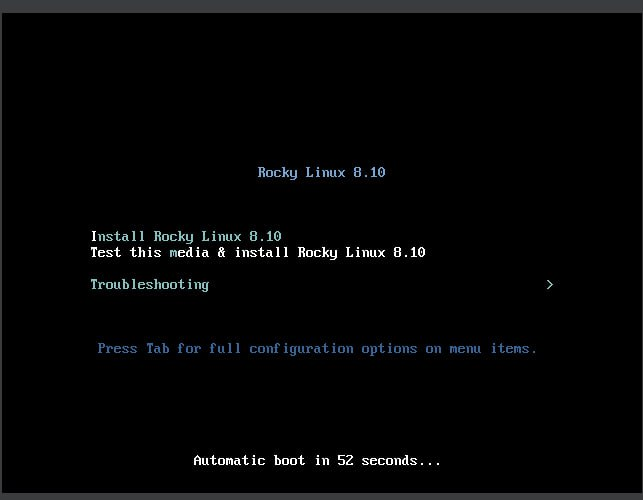 Rocky Linux 8.10
Install Rocky Linux 8.10
Test this media & install Rocky Linux 8.10
Troubleshooting >
Press Tab for full configuration options on menu items.
Automatic boot in 52 seconds...